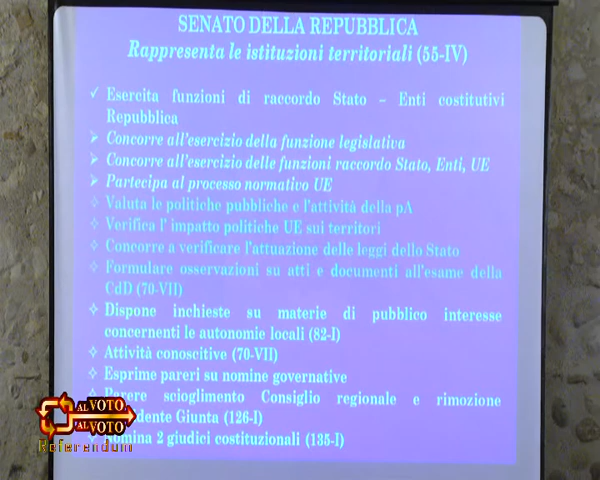 SENATO DELLA REPUBBLICA
Rappresenta le istituzioni territoriali (55-IV)
✓ Esercita funzioni di raccordo Stato – Enti costitutivi
Repubblica
➢ Concorre all'esercizio della funzione legislativa
➢ Concorre all'esercizio delle funzioni raccordo Stato, Enti, UE
➢ Partecipa al processo normativo UE
❖ Valuta le politiche pubbliche e l'attività della pA
❖ Verifica l' impatto politiche UE sui territori
❖ Concorre a verificare l'attuazione delle leggi dello Stato
❖ Formulare osservazioni su atti e documenti all'esame della
CdD (70-VII)
❖ Dispone inchieste su materie di pubblico interesse
concernenti le autonomie locali (82-I)
❖ Attività conoscitive (70-VII)
❖ Esprime pareri su nomine governative
❖ Parere scioglimento Consiglio regionale e rimozione
Giunta (126-I)
❖ Nomina 2 giudici costituzionali (135-I)
AL VOTO
AL VOTO
Referendum